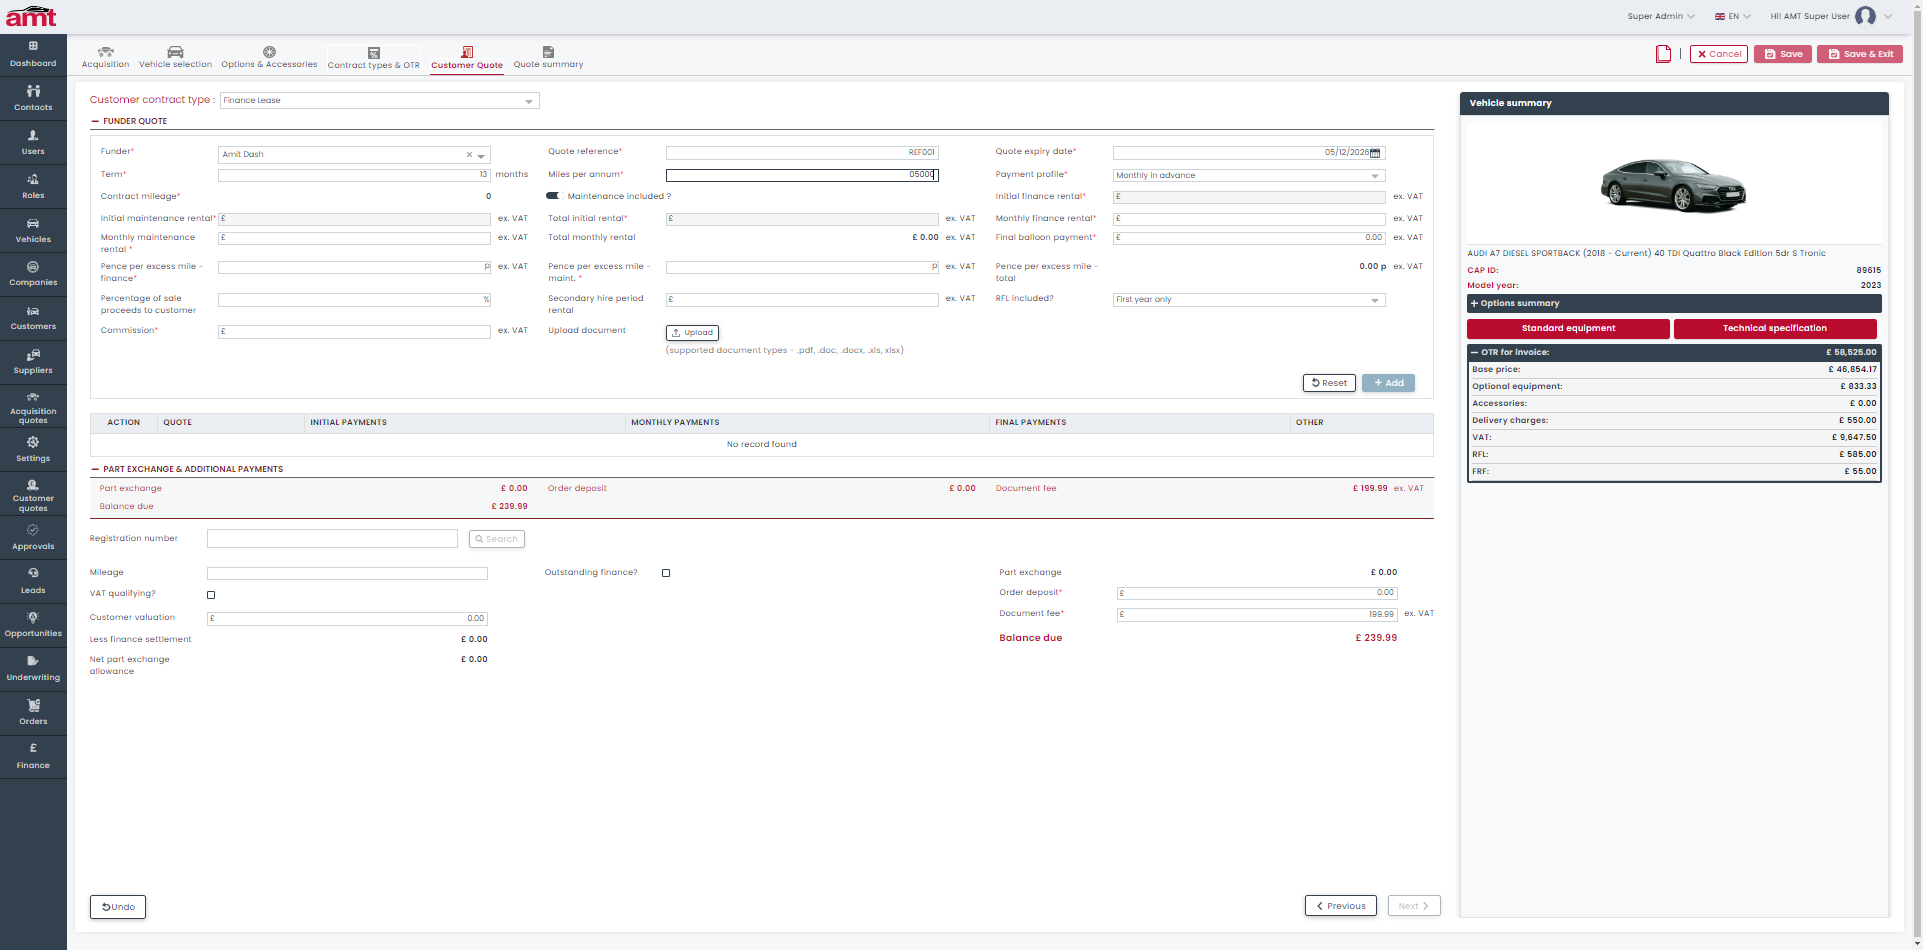 amt
Super Admin
EN
Hi! AMT Super User
Dashboard
Contacts
Users
Roles
Vehicles
Companies
Customers
Suppliers
Acquisition quotes
Settings
Customer quotes
Approvals
Leads
Opportunities
Underwriting
Orders
Finance
Acquisition
Vehicle selection
Options & Accessories
Contract types & OTR
Customer Quote
Quote summary
Cancel
Save
Save & Exit
Customer contract type : Finance Lease
FUNDER QUOTE
Funder* Amit Dash
Quote reference* REF001
Quote expiry date* 05/12/2026
Term* 13 months
Miles per annum* 05000
Payment profile* Monthly in advance
Contract mileage* 0
Maintenance included ?
Initial finance rental* £ ex. VAT
Initial maintenance rental* £ ex. VAT
Total initial rental* £ ex. VAT
Monthly finance rental* £ ex. VAT
Monthly maintenance rental * £ ex. VAT
Total monthly rental £ 0.00 ex. VAT
Final balloon payment* £ 0.00 ex. VAT
Pence per excess mile - finance* p ex. VAT
Pence per excess mile - maint. * p ex. VAT
Pence per excess mile - total 0.00 p ex. VAT
Percentage of sale proceeds to customer %
Secondary hire period rental £ ex. VAT
RFL included? First year only
Commission* £ ex. VAT
Upload document Upload
(supported document types - .pdf, .doc, .docx, .xls, xlsx)
Reset
+ Add
ACTION QUOTE INITIAL PAYMENTS MONTHLY PAYMENTS FINAL PAYMENTS OTHER
No record found
PART EXCHANGE & ADDITIONAL PAYMENTS
Part exchange £ 0.00
Order deposit £ 0.00
Document fee £ 199.99 ex. VAT
Balance due £ 239.99
Registration number Search
Mileage
Outstanding finance?
VAT qualifying?
Customer valuation £ 0.00
Less finance settlement £ 0.00
Net part exchange allowance £ 0.00
Part exchange £ 0.00
Order deposit* £ 0.00
Document fee* £ 199.99 ex. VAT
Balance due £ 239.99
Undo
Previous
Next
Vehicle summary
AUDI A7 DIESEL SPORTBACK (2018 - Current) 40 TDI Quattro Black Edition 5dr S Tronic
CAP ID: 89615
Model year: 2023
+ Options summary
Standard equipment
Technical specification
OTR for invoice: £ 58,525.00
Base price: £ 46,854.17
Optional equipment: £ 833.33
Accessories: £ 0.00
Delivery charges: £ 550.00
VAT: £ 9,647.50
RFL: £ 585.00
FRF: £ 55.00